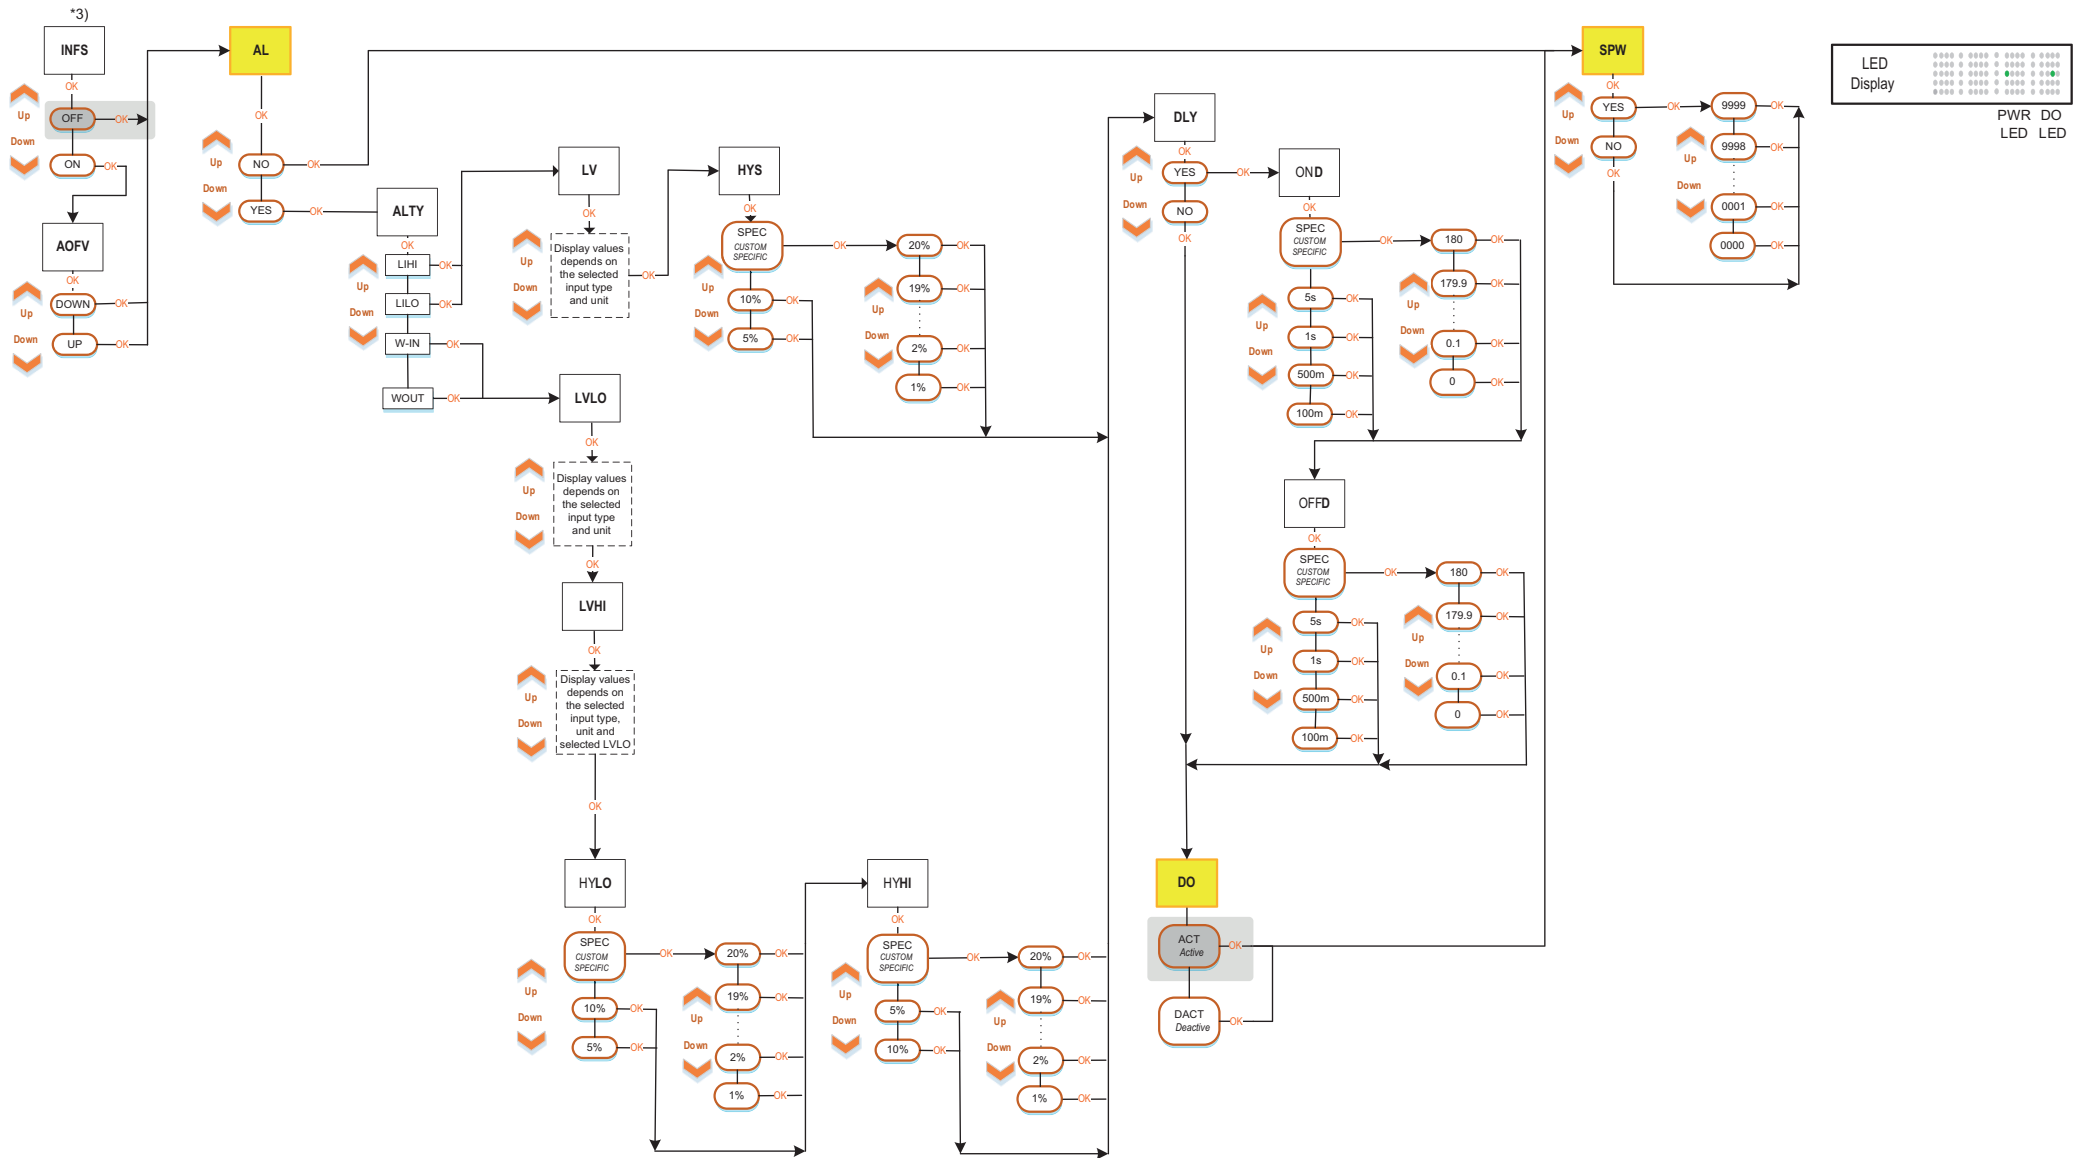 *3)
INFS
OK
Up
OFF
OK
Down
ON
OK
AOFV
OK
Up
DOWN
OK
Down
UP
OK
AL
OK
Up
NO
OK
Down
YES
OK
ALTY
OK
LIHI
OK
Up
LILO
OK
Down
W-IN
OK
WOUT
OK
LV
OK
Up
Down
Display values
depends on
the selected
input type
and unit
OK
HYS
OK
SPEC
CUSTOM
SPECIFIC
OK
Up
10%
OK
Down
5%
OK
20%
OK
19%
OK
Up
Down
2%
OK
1%
OK
LVLO
OK
Up
Down
Display values
depends on
the selected
input type
and unit
OK
LVHI
OK
Up
Down
Display values
depends on
the selected
input type,
unit and
selected LVLO
OK
HYLO
OK
SPEC
CUSTOM
SPECIFIC
OK
Up
10%
OK
Down
5%
OK
20%
OK
19%
OK
Up
Down
2%
OK
1%
OK
HYHI
OK
SPEC
CUSTOM
SPECIFIC
OK
Up
5%
OK
Down
10%
OK
20%
OK
19%
OK
Up
Down
2%
OK
1%
OK
DLY
OK
Up
YES
OK
Down
NO
OK
OND
OK
SPEC
CUSTOM
SPECIFIC
OK
5s
OK
Up
1s
OK
Down
500m
OK
100m
OK
180
OK
179.9
OK
Up
Down
0.1
OK
0
OK
OFFD
OK
SPEC
CUSTOM
SPECIFIC
OK
5s
OK
Up
1s
OK
Down
500m
OK
100m
OK
180
OK
179.9
OK
Up
Down
0.1
OK
0
OK
DO
ACT
Active
OK
DACT
Deactive
OK
SPW
OK
Up
YES
OK
Down
NO
OK
9999
OK
9998
OK
Up
Down
0001
OK
0000
OK
LED
Display
PWR DO
LED LED